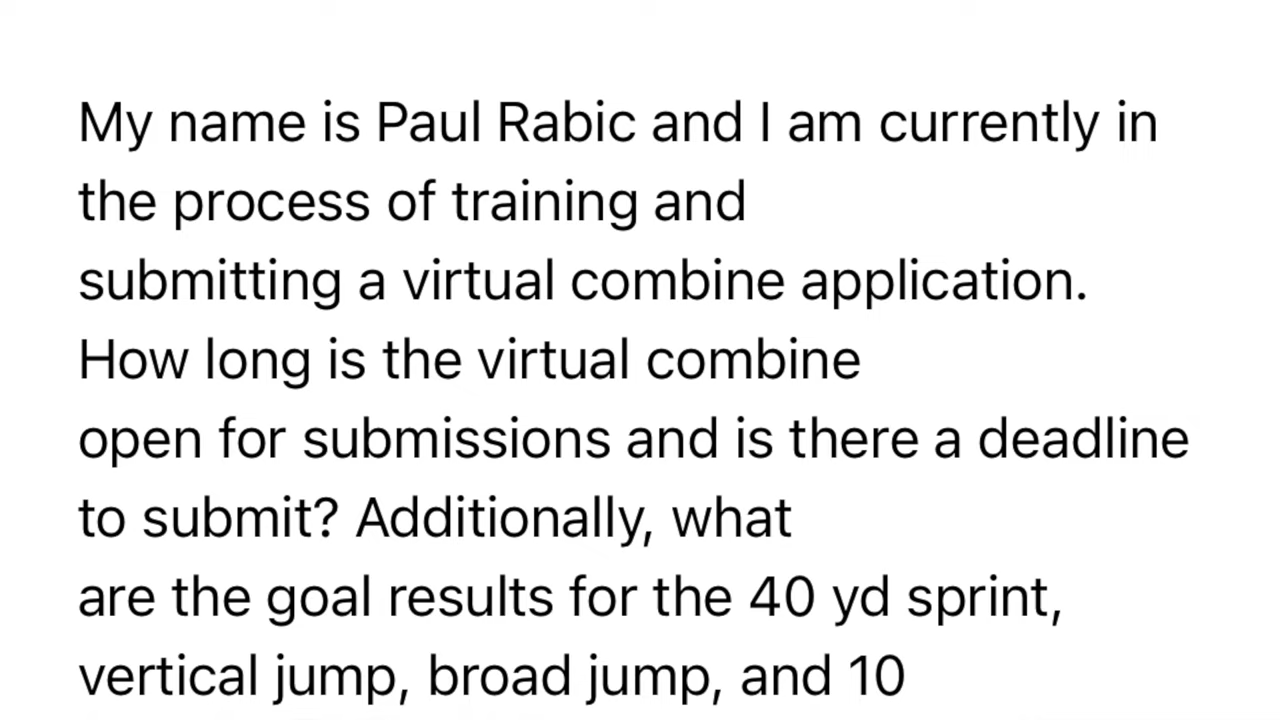 My name is Paul Rabic and I am currently in
the process of training and
submitting a virtual combine application.
How long is the virtual combine
open for submissions and is there a deadline
to submit? Additionally, what
are the goal results for the 40 yd sprint,
vertical jump, broad jump, and 10